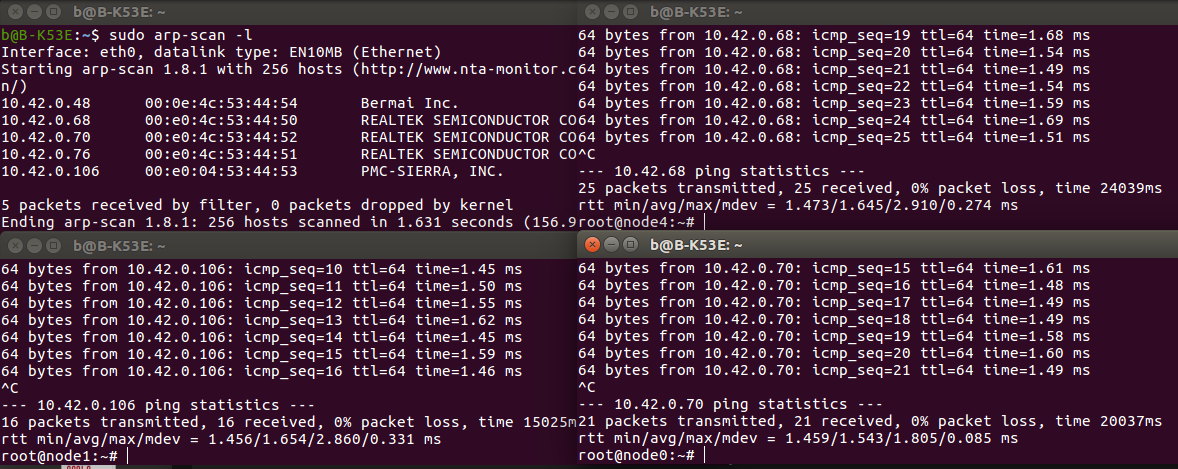 b@B-K53E: ~
b@B-K53E:~$ sudo arp-scan -l
Interface: eth0, datalink type: EN10MB (Ethernet)
Starting arp-scan 1.8.1 with 256 hosts (http://www.nta-monitor.c
n/)
10.42.0.48 00:0e:4c:53:44:54 Bermai Inc.
10.42.0.68 00:e0:4c:53:44:50 REALTEK SEMICONDUCTOR CO
10.42.0.70 00:e0:4c:53:44:52 REALTEK SEMICONDUCTOR CO
10.42.0.76 00:e0:4c:53:44:51 REALTEK SEMICONDUCTOR CO
10.42.0.106 00:e0:04:53:44:53 PMC-SIERRA, INC.
5 packets received by filter, 0 packets dropped by kernel
Ending arp-scan 1.8.1: 256 hosts scanned in 1.631 seconds (156.9
b@B-K53E: ~
64 bytes from 10.42.0.68: icmp_seq=19 ttl=64 time=1.68 ms
64 bytes from 10.42.0.68: icmp_seq=20 ttl=64 time=1.54 ms
64 bytes from 10.42.0.68: icmp_seq=21 ttl=64 time=1.49 ms
64 bytes from 10.42.0.68: icmp_seq=22 ttl=64 time=1.54 ms
64 bytes from 10.42.0.68: icmp_seq=23 ttl=64 time=1.59 ms
64 bytes from 10.42.0.68: icmp_seq=24 ttl=64 time=1.69 ms
64 bytes from 10.42.0.68: icmp_seq=25 ttl=64 time=1.51 ms
^C
--- 10.42.68 ping statistics ---
25 packets transmitted, 25 received, 0% packet loss, time 24039ms
rtt min/avg/max/mdev = 1.473/1.645/2.910/0.274 ms
root@node4:~#
b@B-K53E: ~
64 bytes from 10.42.0.106: icmp_seq=10 ttl=64 time=1.45 ms
64 bytes from 10.42.0.106: icmp_seq=11 ttl=64 time=1.50 ms
64 bytes from 10.42.0.106: icmp_seq=12 ttl=64 time=1.55 ms
64 bytes from 10.42.0.106: icmp_seq=13 ttl=64 time=1.62 ms
64 bytes from 10.42.0.106: icmp_seq=14 ttl=64 time=1.45 ms
64 bytes from 10.42.0.106: icmp_seq=15 ttl=64 time=1.59 ms
64 bytes from 10.42.0.106: icmp_seq=16 ttl=64 time=1.46 ms
^C
--- 10.42.0.106 ping statistics ---
16 packets transmitted, 16 received, 0% packet loss, time 15025m
rtt min/avg/max/mdev = 1.456/1.654/2.860/0.331 ms
root@node1:~#
b@B-K53E: ~
64 bytes from 10.42.0.70: icmp_seq=15 ttl=64 time=1.61 ms
64 bytes from 10.42.0.70: icmp_seq=16 ttl=64 time=1.48 ms
64 bytes from 10.42.0.70: icmp_seq=17 ttl=64 time=1.49 ms
64 bytes from 10.42.0.70: icmp_seq=18 ttl=64 time=1.49 ms
64 bytes from 10.42.0.70: icmp_seq=19 ttl=64 time=1.58 ms
64 bytes from 10.42.0.70: icmp_seq=20 ttl=64 time=1.60 ms
64 bytes from 10.42.0.70: icmp_seq=21 ttl=64 time=1.49 ms
^C
--- 10.42.0.70 ping statistics ---
21 packets transmitted, 21 received, 0% packet loss, time 20037ms
rtt min/avg/max/mdev = 1.459/1.543/1.805/0.085 ms
root@node0:~#